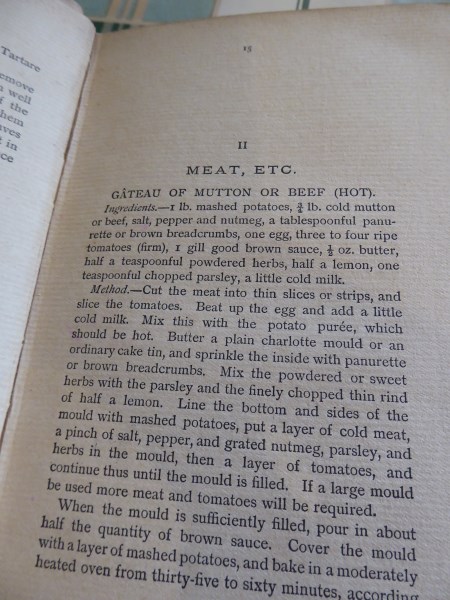 Tartare
remove
well
of the
them
in
15
II
MEAT, ETC.
GÂTEAU OF MUTTON OR BEEF (HOT).
Ingredients.—1 lb. mashed potatoes, ¾ lb. cold mutton
or beef, salt, pepper and nutmeg, a tablespoonful panu-
rette or brown breadcrumbs, one egg, three to four ripe
tomatoes (firm), 1 gill good brown sauce, ½ oz. butter,
half a teaspoonful powdered herbs, half a lemon, one
teaspoonful chopped parsley, a little cold milk.
Method.—Cut the meat into thin slices or strips, and
slice the tomatoes. Beat up the egg and add a little
cold milk. Mix this with the potato purée, which
should be hot. Butter a plain charlotte mould or an
ordinary cake tin, and sprinkle the inside with panurette
or brown breadcrumbs. Mix the powdered or sweet
herbs with the parsley and the finely chopped thin rind
of half a lemon. Line the bottom and sides of the
mould with mashed potatoes, put a layer of cold meat,
a pinch of salt, pepper, and grated nutmeg, parsley, and
herbs in the mould, then a layer of tomatoes, and
continue thus until the mould is filled. If a large mould
be used more meat and tomatoes will be required.
When the mould is sufficiently filled, pour in about
half the quantity of brown sauce. Cover the mould
with a layer of mashed potatoes, and bake in a moderately
heated oven from thirty-five to sixty minutes, according